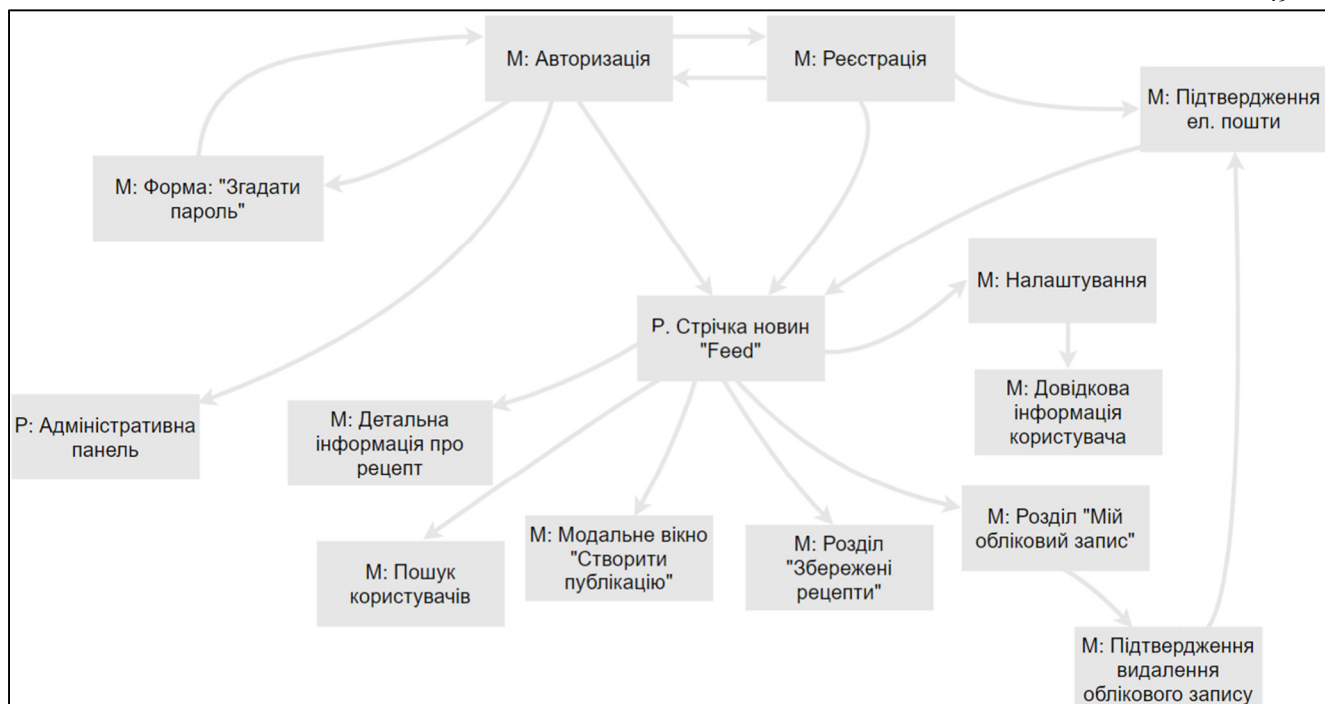 М: Авторизація
М: Реєстрація
М: Підтвердження
ел. пошти
М: Форма: "Згадати
пароль"
М: Налаштування
Р. Стрічка новин
"Feed"
М: Довідкова
інформація
користувача
Р: Адміністративна
панель
М: Детальна
інформація про
рецепт
М: Розділ "Мій
обліковий запис"
М: Модальне вікно
"Створити
публікацію"
М: Розділ
"Збережені
рецепти"
М: Пошук
користувачів
М: Підтвердження
видалення
облікового запису